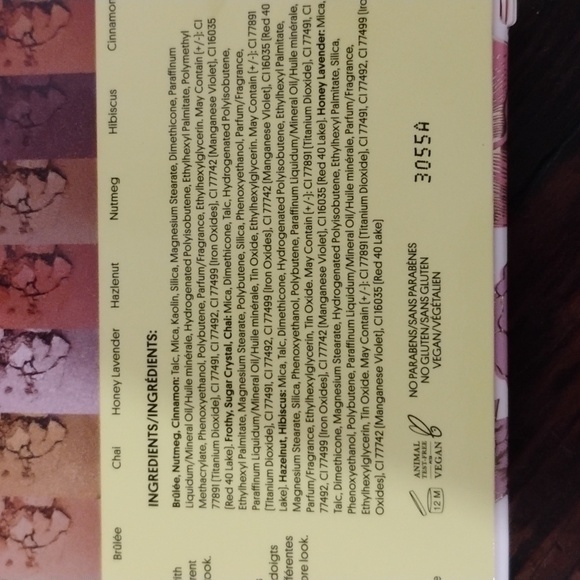 Brûlée
Chai
Honey Lavender
Hazlenut
Nutmeg
Hibiscus
Cinnamon
INGREDIENTS/INGRÉDIENTS:
Brûlée, Nutmeg, Cinnamon: Talc, Mica, Kaolin, Silica, Magnesium Stearate, Dimethicone, Paraffinum
Liquidum/Mineral Oil/Huile minérale, Hydrogenated Polyisobutene, Ethylhexyl Palmitate, Polymethyl
Methacrylate, Phenoxyethanol, Polybutene, Parfum/Fragrance, Ethylhexylglycerin. May Contain [+/-]: CI
77891 [Titanium Dioxide], CI 77491, CI 77492, CI 77499 [Iron Oxides], CI 77742 [Manganese Violet], CI 16035
[Red 40 Lake]. Frothy, Sugar Crystal, Chai: Mica, Dimethicone, Talc, Hydrogenated Polyisobutene,
Ethylhexyl Palmitate, Magnesium Stearate, Polybutene, Silica, Phenoxyethanol, Parfum/Fragrance,
Paraffinum Liquidum/Mineral Oil/Huile minérale, Tin Oxide, Ethylhexylglycerin. May Contain [+/-]: CI 77891
[Titanium Dioxide], CI 77491, CI 77492, CI 77499 [Iron Oxides], CI 77742 [Manganese Violet], CI 16035 [Red 40
Lake]. Hazelnut, Hibiscus: Mica, Talc, Dimethicone, Hydrogenated Polyisobutene, Ethylhexyl Palmitate,
Magnesium Stearate, Silica, Phenoxyethanol, Polybutene, Paraffinum Liquidum/Mineral Oil/Huile minérale,
Parfum/Fragrance, Ethylhexylglycerin, Tin Oxide. May Contain [+/-]: CI 77891 [Titanium Dioxide], CI 77491, CI
77492, CI 77499 [Iron Oxides], CI 77742 [Manganese Violet], CI 16035 [Red 40 Lake]. Honey Lavender: Mica,
Talc, Dimethicone, Magnesium Stearate, Hydrogenated Polyisobutene, Ethylhexyl Palmitate, Silica,
Phenoxyethanol, Polybutene, Paraffinum Liquidum/Mineral Oil/Huile minérale, Parfum/Fragrance,
Ethylhexylglycerin, Tin Oxide. May Contain [+/-]: CI 77891 [Titanium Dioxide], CI 77491, CI 77492, CI 77499 [Iron
Oxides], CI 77742 [Manganese Violet], CI 16035 [Red 40 Lake]
12 M
ANIMAL
TEST-FREE
VEGAN
NO PARABENS/SANS PARABÈNES
NO GLUTEN/SANS GLUTEN
VEGAN/VÉGÉTALIEN
3055A
doigts
look.